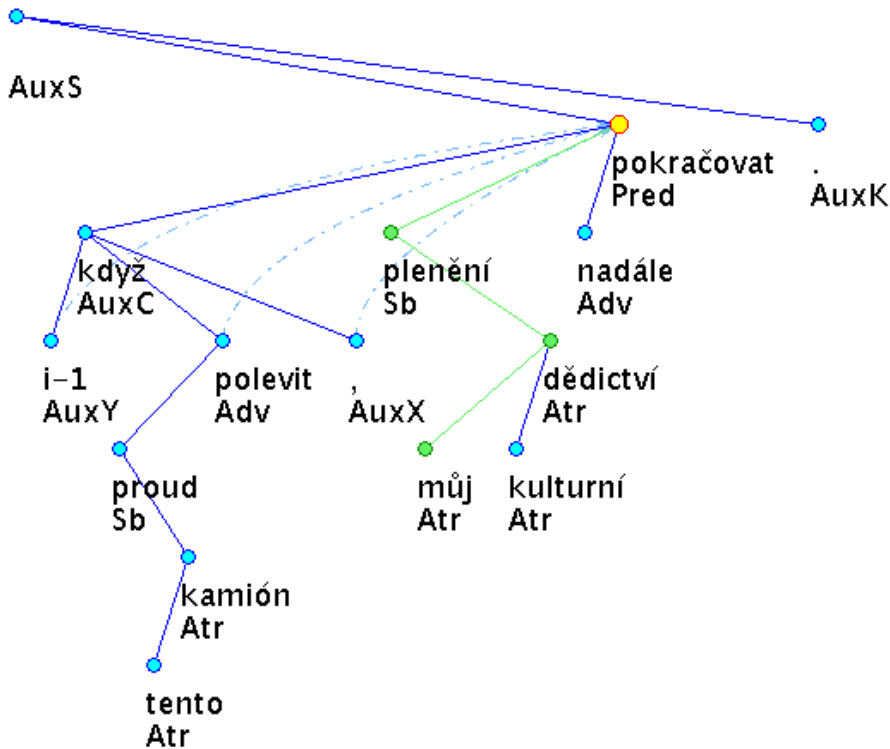 AuxS
pokračovat
Pred
.
AuxK
když
AuxC
plenění
Sb
nadále
Adv
i-1
AuxY
polevit
Adv
,
AuxX
dědictví
Atr
proud
Sb
můj
Atr
kulturní
Atr
kamión
Atr
tento
Atr